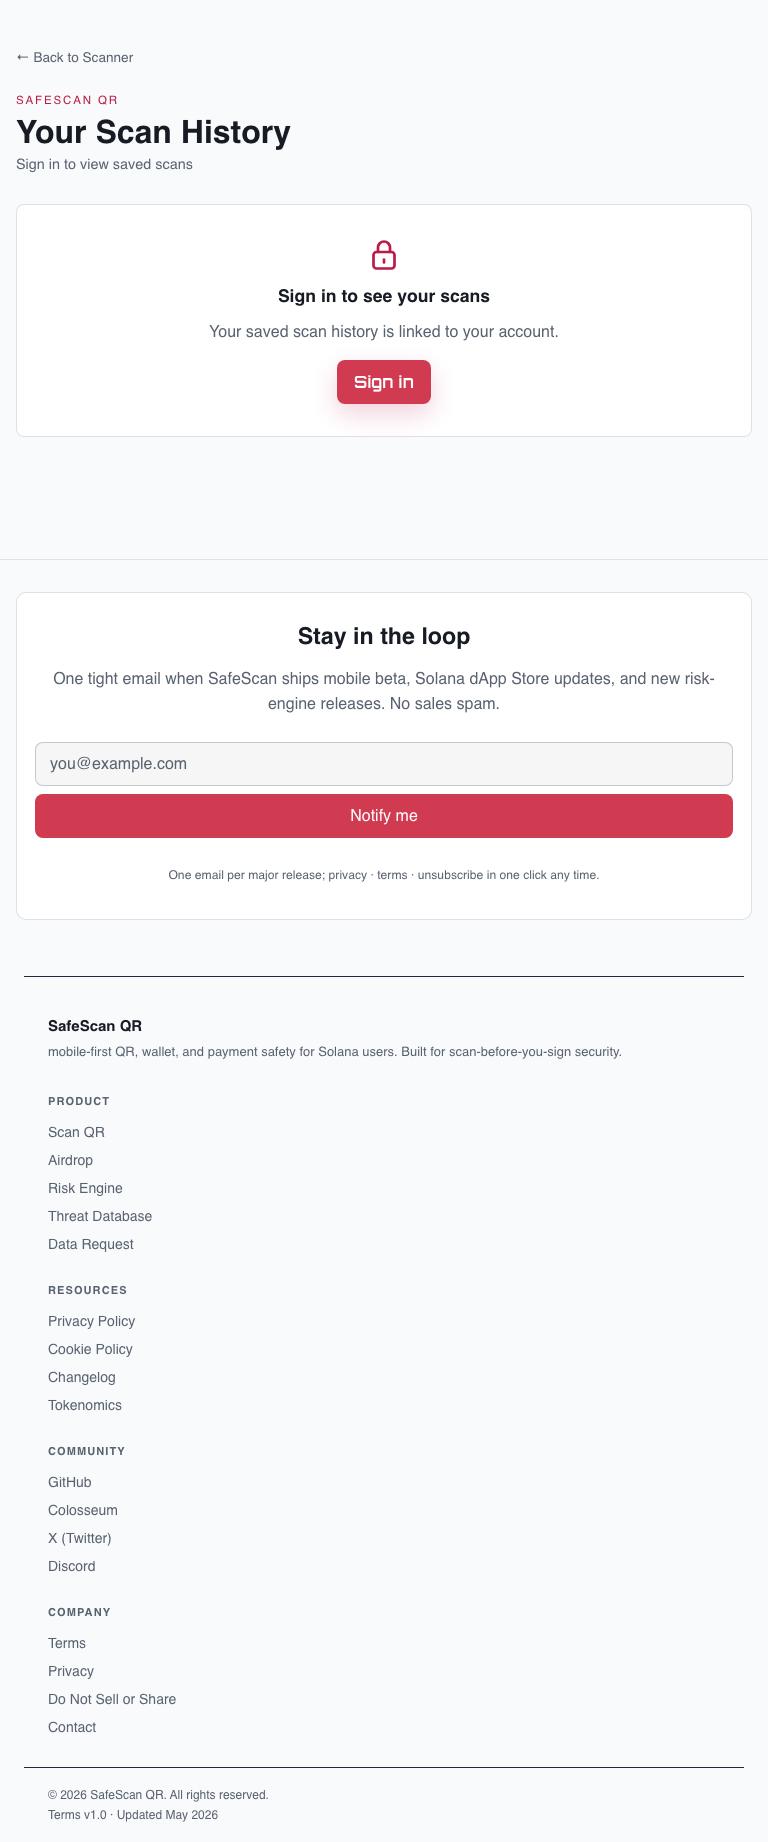 ← Back to Scanner
SAFESCAN QR
Your Scan History
Sign in to view saved scans
Sign in to see your scans
Your saved scan history is linked to your account.
Sign in
Stay in the loop
One tight email when SafeScan ships mobile beta, Solana dApp Store updates, and new risk-
engine releases. No sales spam.
you@example.com
Notify me
One email per major release; privacy · terms · unsubscribe in one click any time.
SafeScan QR
mobile-first QR, wallet, and payment safety for Solana users. Built for scan-before-you-sign security.
PRODUCT
Scan QR
Airdrop
Risk Engine
Threat Database
Data Request
RESOURCES
Privacy Policy
Cookie Policy
Changelog
Tokenomics
COMMUNITY
GitHub
Colosseum
X (Twitter)
Discord
COMPANY
Terms
Privacy
Do Not Sell or Share
Contact
© 2026 SafeScan QR. All rights reserved.
Terms v1.0 · Updated May 2026